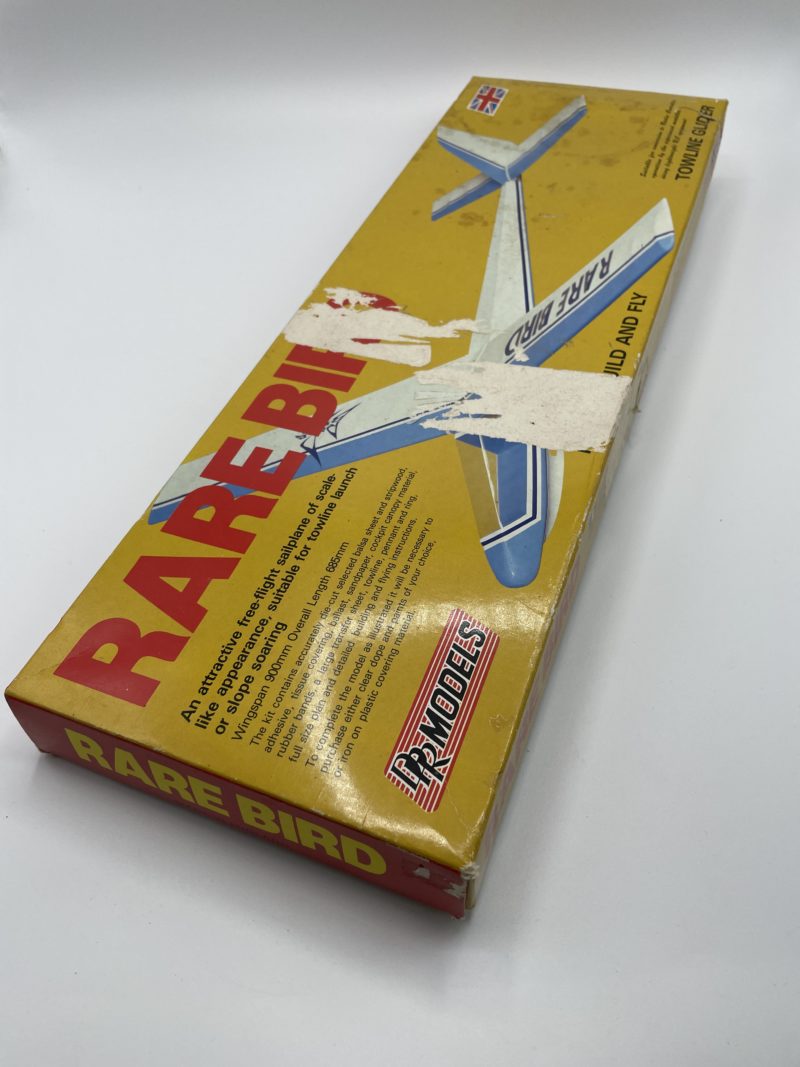 TOWLINE GLIDER
RARE BIRD
UILD AND FLY
RARE BIRD
An attractive free-flight sailplane of scale-
like appearance, suitable for towline launch
or slope soaring
Wingspan 900mm Overall Length 685mm
The kit contains accurately die-cut selected balsa sheet and stripwood,
adhesive, tissue covering, ballast, sandpaper, cockpit canopy material,
rubber bands, a large transfer sheet, towline, pennant and ring,
full size plan and detailed building and flying instructions.
To complete the model as illustrated it will be necessary to
purchase either clear dope and paints of your choice,
or iron on plastic covering material.
DPR MODELS
RARE BIRD